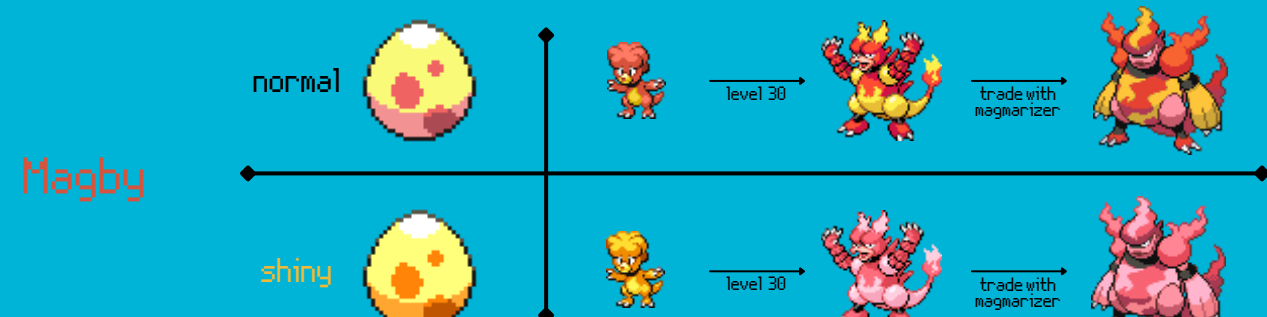 normal
level 30
trade with
magmarizer
Magby
shiny
level 30
trade with
magmarizer